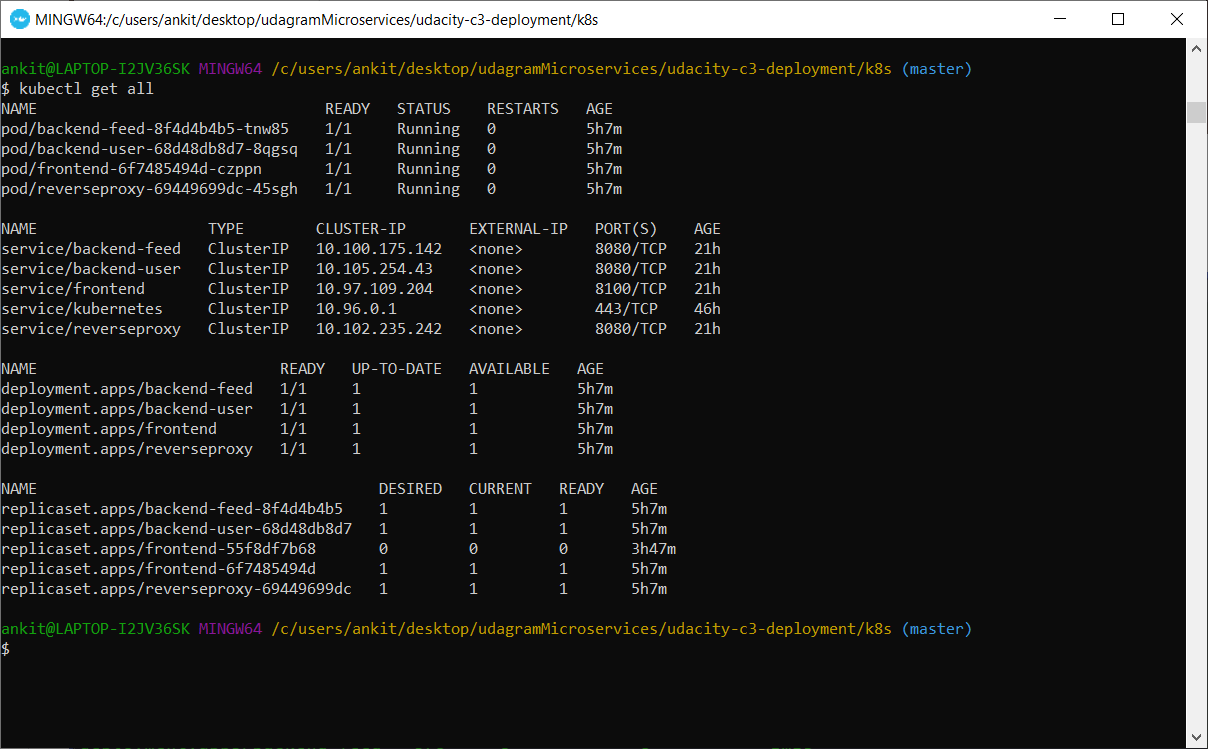 MINGW64:/c/users/ankit/desktop/udagramMicroservices/udacity-c3-deployment/k8s
ankit@LAPTOP-I2JV36SK MINGW64 /c/users/ankit/desktop/udagramMicroservices/udacity-c3-deployment/k8s (master)
$ kubectl get all
NAME READY STATUS RESTARTS AGE
pod/backend-feed-8f4d4b4b5-tnw85 1/1 Running 0 5h7m
pod/backend-user-68d48db8d7-8qgsq 1/1 Running 0 5h7m
pod/frontend-6f7485494d-czppn 1/1 Running 0 5h7m
pod/reverseproxy-69449699dc-45sgh 1/1 Running 0 5h7m
NAME TYPE CLUSTER-IP EXTERNAL-IP PORT(S) AGE
service/backend-feed ClusterIP 10.100.175.142 <none> 8080/TCP 21h
service/backend-user ClusterIP 10.105.254.43 <none> 8080/TCP 21h
service/frontend ClusterIP 10.97.109.204 <none> 8100/TCP 21h
service/kubernetes ClusterIP 10.96.0.1 <none> 443/TCP 46h
service/reverseproxy ClusterIP 10.102.235.242 <none> 8080/TCP 21h
NAME READY UP-TO-DATE AVAILABLE AGE
deployment.apps/backend-feed 1/1 1 1 5h7m
deployment.apps/backend-user 1/1 1 1 5h7m
deployment.apps/frontend 1/1 1 1 5h7m
deployment.apps/reverseproxy 1/1 1 1 5h7m
NAME DESIRED CURRENT READY AGE
replicaset.apps/backend-feed-8f4d4b4b5 1 1 1 5h7m
replicaset.apps/backend-user-68d48db8d7 1 1 1 5h7m
replicaset.apps/frontend-55f8df7b68 0 0 0 3h47m
replicaset.apps/frontend-6f7485494d 1 1 1 5h7m
replicaset.apps/reverseproxy-69449699dc 1 1 1 5h7m
ankit@LAPTOP-I2JV36SK MINGW64 /c/users/ankit/desktop/udagramMicroservices/udacity-c3-deployment/k8s (master)
$